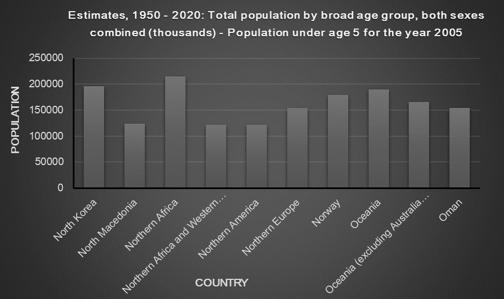 Estimates, 1950 - 2020: Total population by broad age group, both sexes
combined (thousands) - Population under age 5 for the year 2005
POPULATION
250000
200000
150000
100000
50000
0
North Korea
North Macedonia
Northern Africa
Northern Africa and Western...
Northern America
Northern Europe
Norway
Oceania
Oceania (excluding Australia...
Oman
COUNTRY